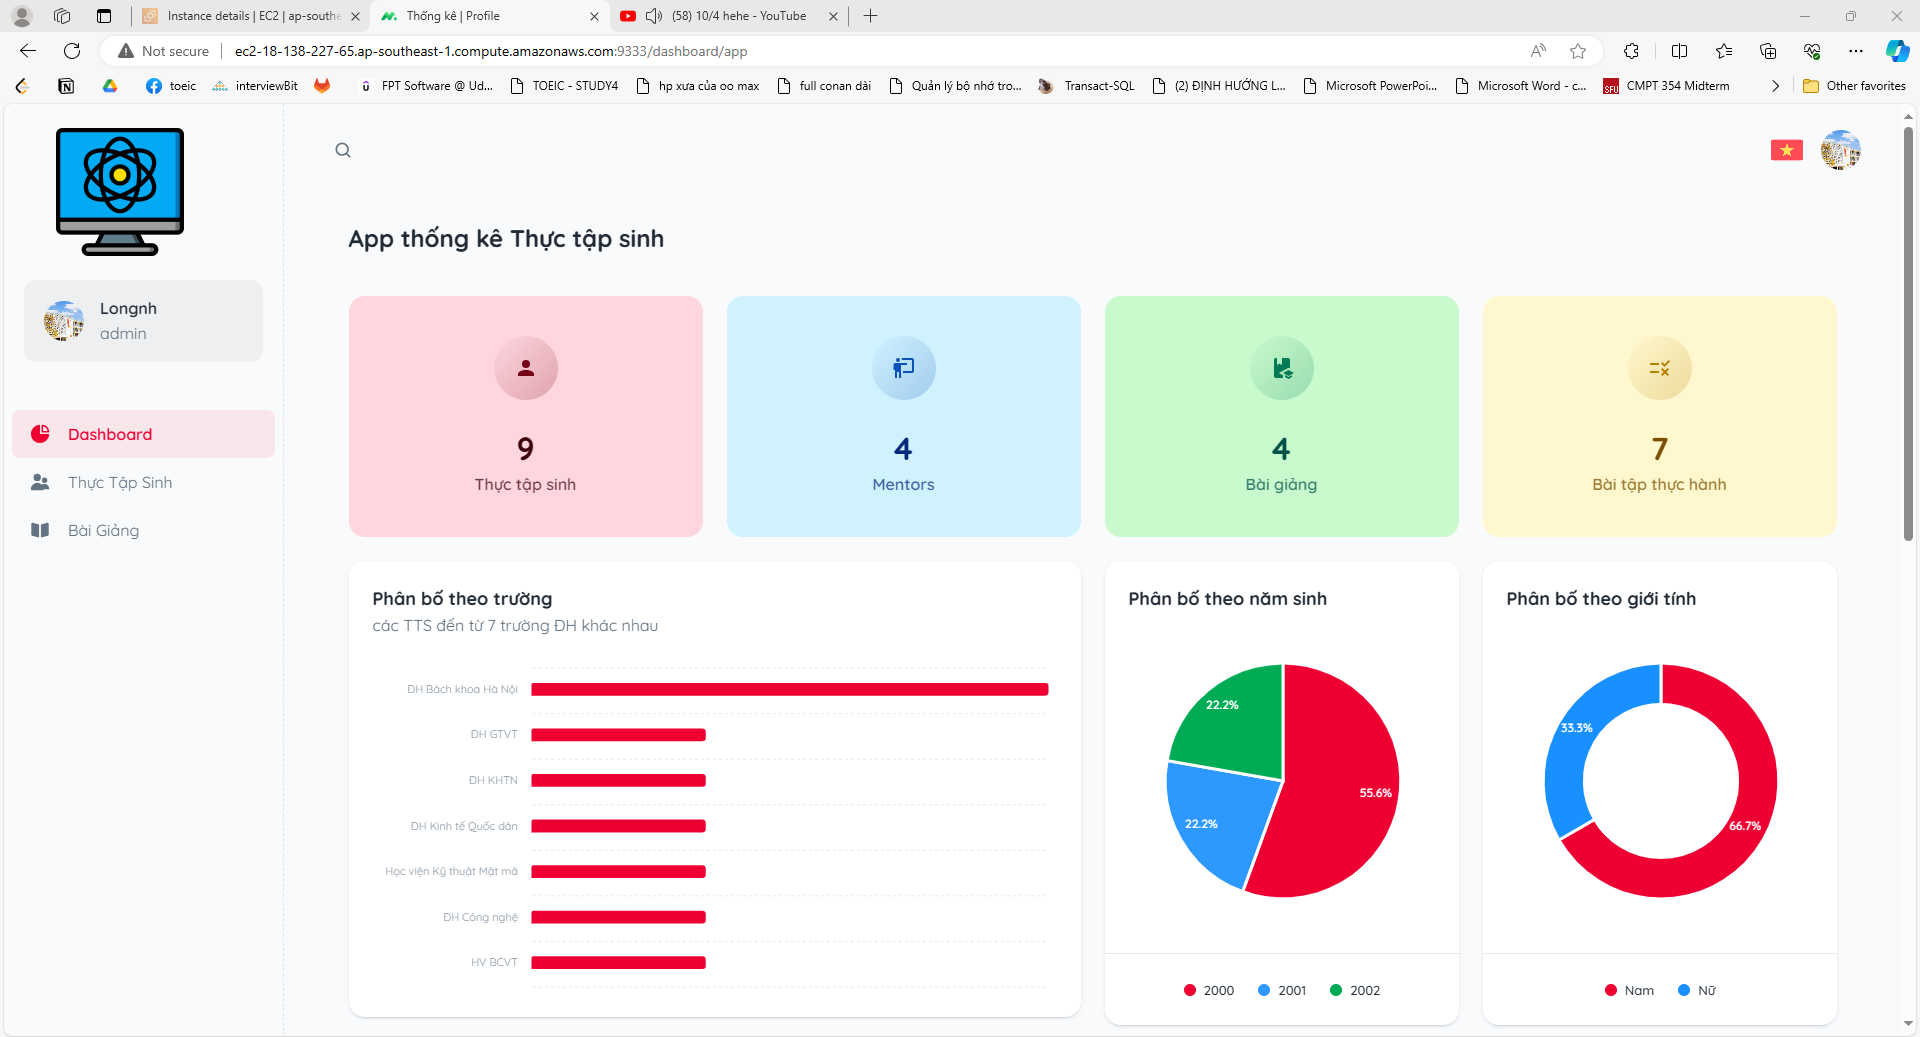 Instance details | EC2 | ap-southe
Thống kê | Profile
(58) 10/4 hehe - YouTube
Not secure
ec2-18-138-227-65.ap-southeast-1.compute.amazonaws.com:9333/dashboard/app
toeic
interviewBit
FPT Software @ Ud...
TOEIC - STUDY4
hp xưa của oo max
full conan dài
Quản lý bộ nhớ tro...
Transact-SQL
(2) ĐỊNH HƯỚNG L...
Microsoft PowerPoi...
Microsoft Word - c...
SFU
CMPT 354 Midterm
Other favorites
Longnh
admin
Dashboard
Thực Tập Sinh
Bài Giảng
App thống kê Thực tập sinh
9
Thực tập sinh
4
Mentors
4
Bài giảng
7
Bài tập thực hành
Phân bố theo trường
các TTS đến từ 7 trường ĐH khác nhau
ĐH Bách khoa Hà Nội
ĐH GTVT
ĐH KHTN
ĐH Kinh tế Quốc dân
Học viện Kỹ thuật Mật mã
ĐH Công nghệ
HV BCVT
Phân bố theo năm sinh
22.2%
55.6%
22.2%
2000
2001
2002
Phân bố theo giới tính
33.3%
66.7%
Nam
Nữ